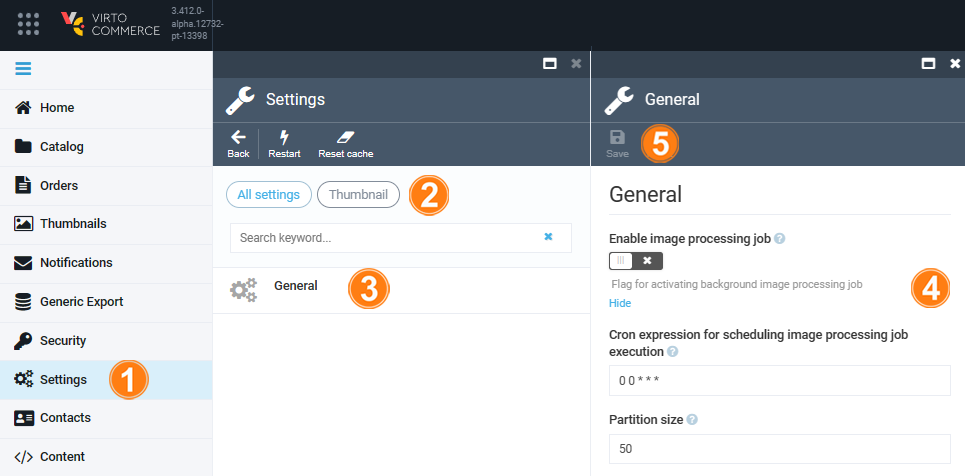 VIRTO
COMMERCE
3.412.0-
alpha.12732-
pt-13398
Home
Catalog
Orders
Thumbnails
Notifications
Generic Export
Security
Settings
1
Contacts
Content
Settings
Back
Restart
Reset cache
All settings
Thumbnail
2
Search keyword...
General
3
General
Save
5
General
Enable image processing job
Flag for activating background image processing job
Hide
4
Cron expression for scheduling image processing job
execution
0 0 * * *
Partition size
50